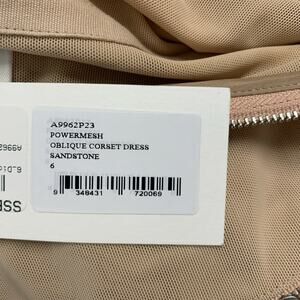 A9962P23
POWERMESH
OBLIQUE CORSET DRESS
SANDSTONE
6
9 348431 720069